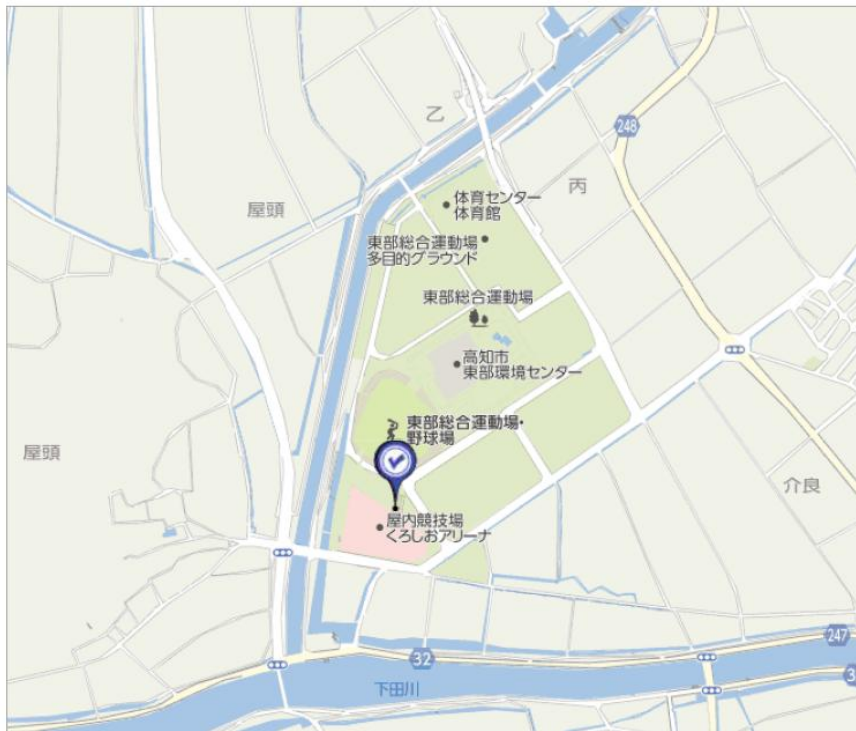 乙
248
屋頭
丙
体育センター
体育館
東部総合運動場
多目的グラウンド
東部総合運動場
高知市
東部環境センター
東部総合運動場・
野球場
屋頭
介良
屋内競技場
くろしおアリーナ
247
32
下田川